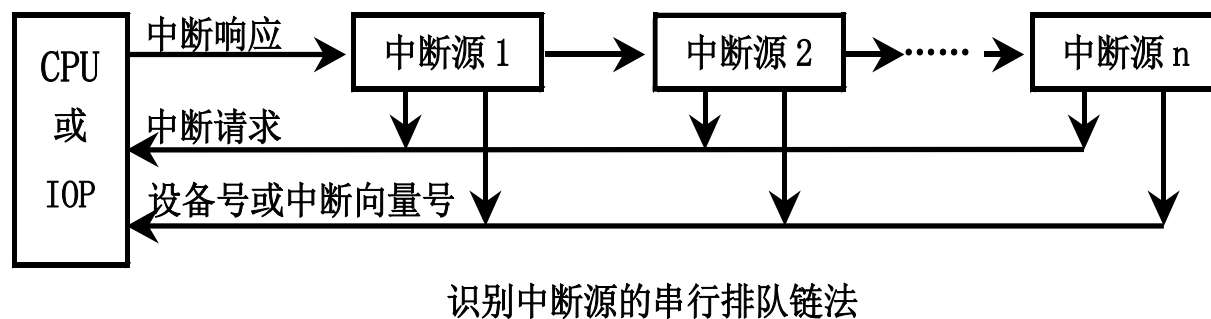 中断响应
中断源 1
中断源 2
······
中断源 n
CPU
或
IOP
中断请求
设备号或中断向量号
识别中断源的串行排队链法